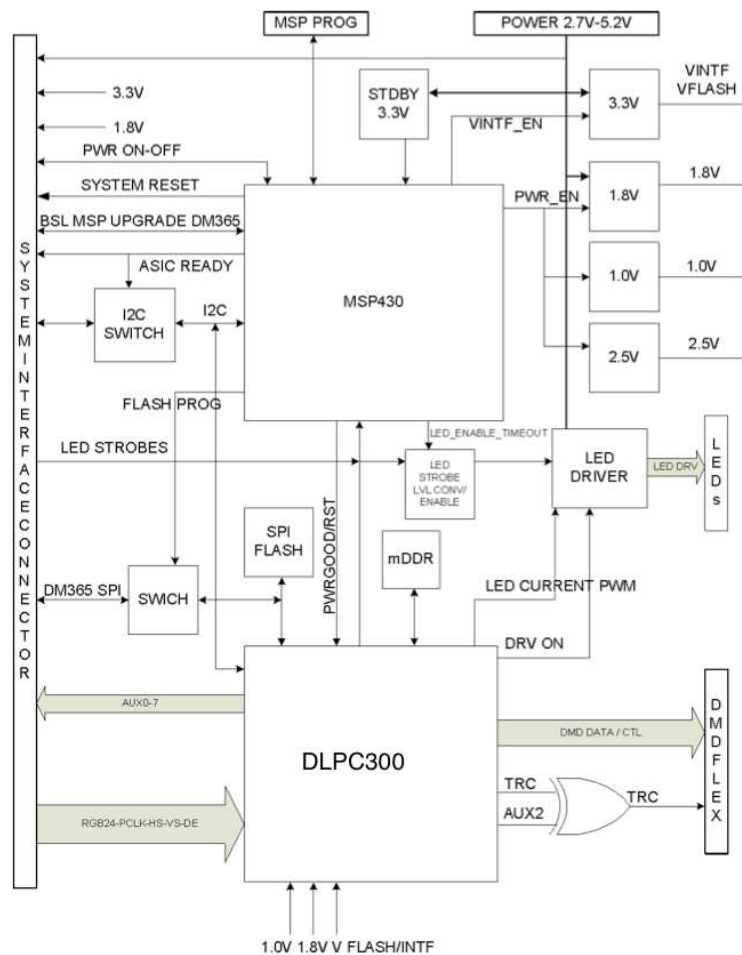 MSP PROG
POWER 2.7V-5.2V
3.3V
1.8V
PWR ON-OFF
SYSTEM RESET
BSL MSP UPGRADE DM365
ASIC READY
I2C
SWITCH
I2C
STDBY
3.3V
VINTF_EN
PWR_EN
MSP430
3.3V
1.8V
1.0V
2.5V
VINTF
VFLASH
1.8V
1.0V
2.5V
SYSTEMINTERFACECONNECTOR
FLASH PROG
LED STROBES
LED_ENABLE_TIMEOUT
LED
STROBE
LVL CONV/
ENABLE
LED
DRIVER
LED DRV
LEDs
SPI
FLASH
PWRGOOD/RST
mDDR
LED CURRENT PWM
DM365 SPI
SWICH
DRV ON
AUX0-7
DLPC300
DMD DATA / CTL
DMDFLEX
TRC
AUX2
TRC
RGB24-PCLK-HS-VS-DE
1.0V 1.8V V FLASH/INTF